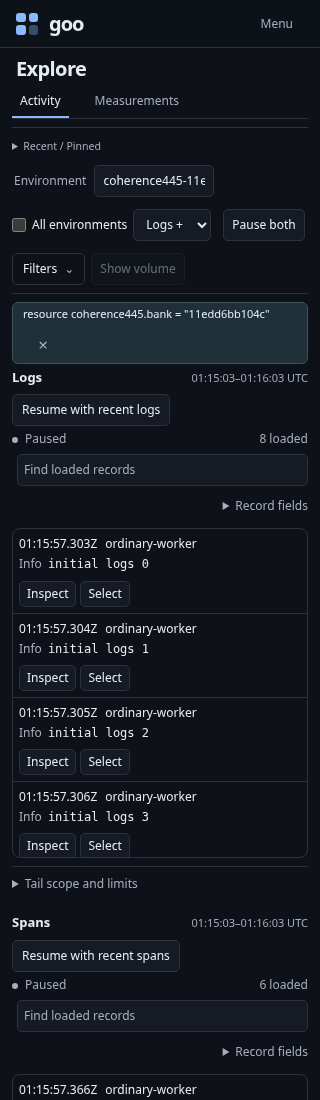 goo
Menu
Explore
Activity Measurements
Recent / Pinned
Environment coherence445-11e
All environments Logs + Pause both
Filters Show volume
resource coherence445.bank = "11edd6bb104c"
×
Logs 01:15:03–01:16:03 UTC
Resume with recent logs
Paused 8 loaded
Find loaded records
Record fields
01:15:57.303Z ordinary-worker
Info initial logs 0
Inspect Select
01:15:57.304Z ordinary-worker
Info initial logs 1
Inspect Select
01:15:57.305Z ordinary-worker
Info initial logs 2
Inspect Select
01:15:57.306Z ordinary-worker
Info initial logs 3
Inspect Select
Tail scope and limits
Spans 01:15:03–01:16:03 UTC
Resume with recent spans
Paused 6 loaded
Find loaded records
Record fields
01:15:57.366Z ordinary-worker